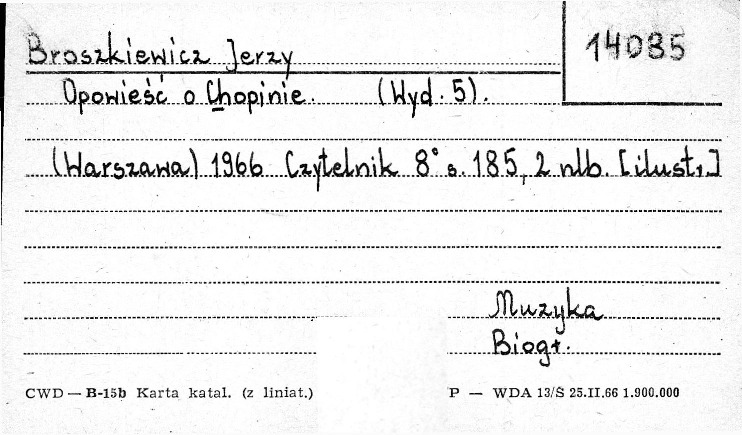 Broszkiewicz Jerzy
14035
Opowieść o Chopinie. (Wyd. 5).
(Warszawa) 1966 Czytelnik 8° s. 185, 2 nlb. [ilustr.]
Muzyka
Biogr.
CWD — B-15b Karta katal. (z liniat.)
P — WDA 13/S 25.II.66 1.900.000